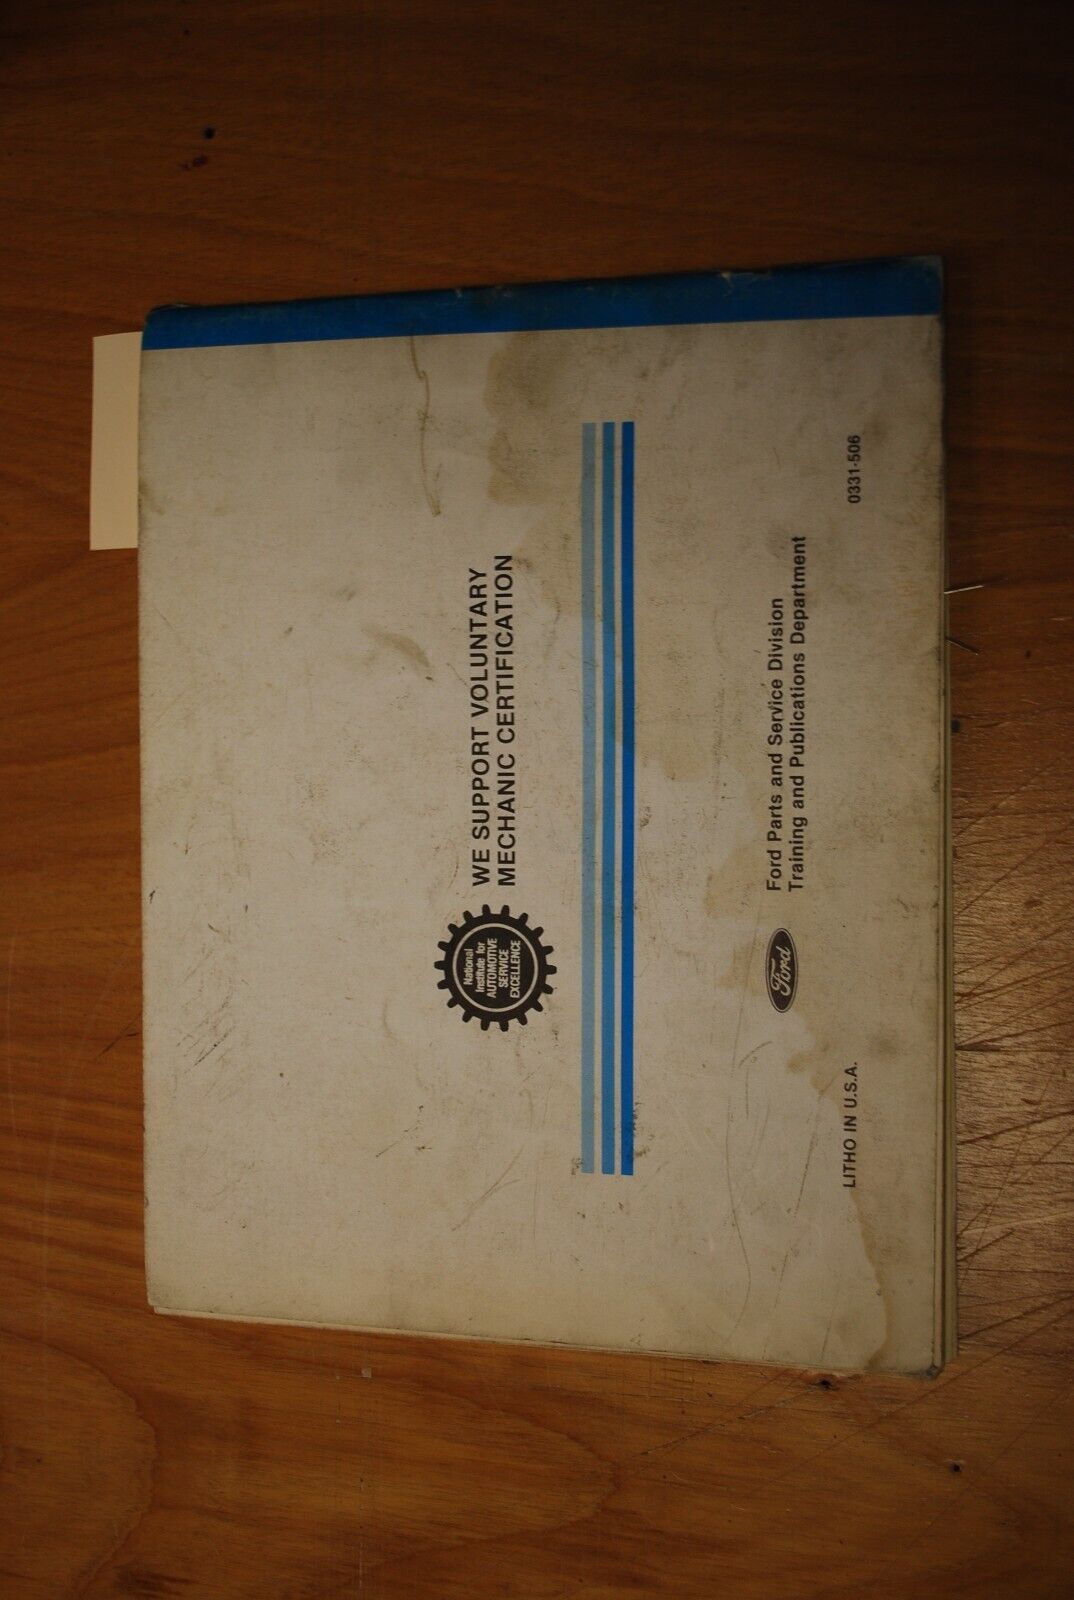 National
Institute for
AUTOMOTIVE
SERVICE
EXCELLENCE
WE SUPPORT VOLUNTARY
MECHANIC CERTIFICATION
Ford
Ford Parts and Service Division
Training and Publications Department
LITHO IN U.S.A.
0331-506